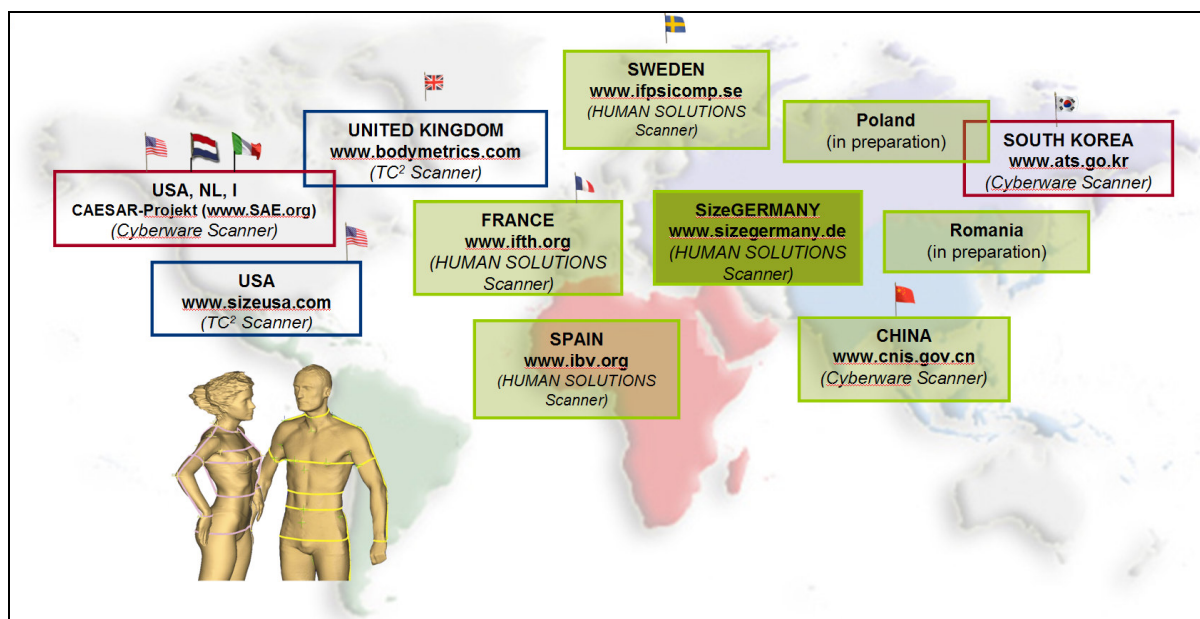 SWEDEN
www.ifpsicomp.se
(HUMAN SOLUTIONS
Scanner)
Poland
(in preparation)
UNITED KINGDOM
www.bodymetrics.com
(TC² Scanner)
SOUTH KOREA
www.ats.go.kr
(Cyberware Scanner)
USA, NL, I
CAESAR-Projekt (www.SAE.org)
(Cyberware Scanner)
FRANCE
www.ifth.org
(HUMAN SOLUTIONS
Scanner)
SizeGERMANY
www.sizegermany.de
(HUMAN SOLUTIONS
Scanner)
Romania
(in preparation)
USA
www.sizeusa.com
(TC² Scanner)
SPAIN
www.ibv.org
(HUMAN SOLUTIONS
Scanner)
CHINA
www.cnis.gov.cn
(Cyberware Scanner)